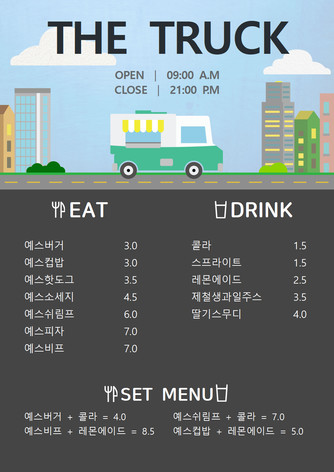 THE TRUCK
OPEN | 09:00 A.M
CLOSE | 21:00 P.M
EAT
예스버거 3.0
예스컵밥 3.0
예스핫도그 3.5
예스소세지 4.5
예스쉬림프 6.0
예스피자 7.0
예스비프 7.0
DRINK
콜라 1.5
스프라이트 1.5
레몬에이드 2.5
제철생과일주스 3.5
딸기스무디 4.0
SET MENU
예스버거 + 콜라 = 4.0
예스쉬림프 + 콜라 = 7.0
예스비프 + 레몬에이드 = 8.5
예스컵밥 + 레몬에이드 = 5.0